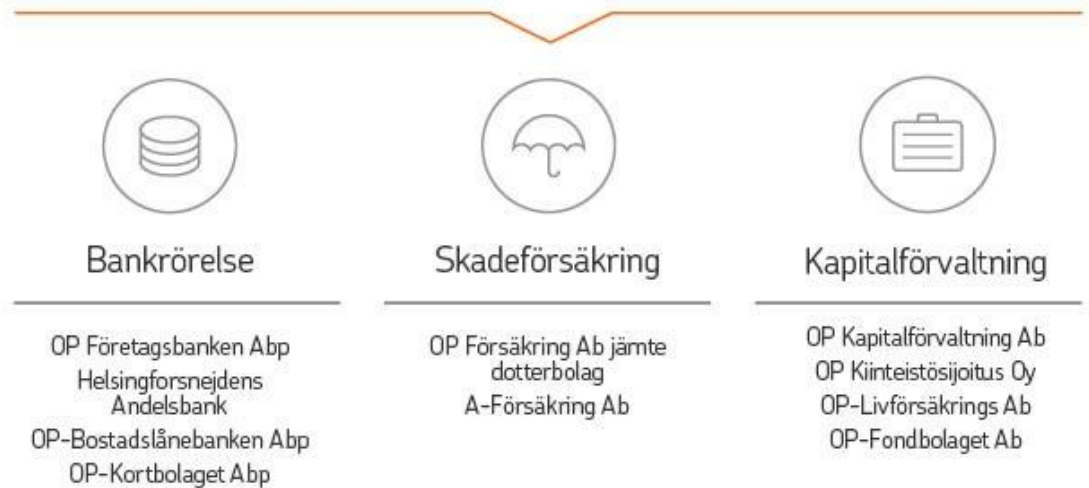 Bankrörelse
OP Företagsbanken Abp
Helsingforsnejdens
Andelsbank
OP-Bostadslånebanken Abp
OP-Kortbolaget Abp
Skadeförsäkring
OP Försäkring Ab jämte
dotterbolag
A-Försäkring Ab
Kapitalförvaltning
OP Kapitalförvaltning Ab
OP Kiinteistösijoitus Oy
OP-Livförsäkrings Ab
OP-Fondbolaget Ab